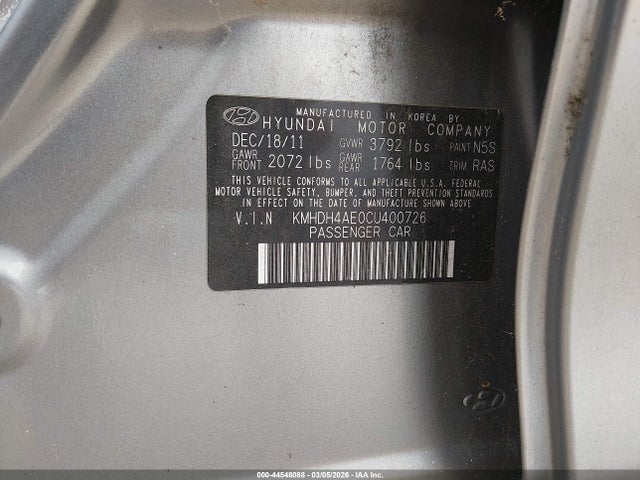 MANUFACTURED IN KOREA BY
HYUNDAI MOTOR COMPANY
DEC/18/11 GVWR 3792 lbs PAINT N5S
GAWR FRONT 2072 lbs GAWR REAR 1764 lbs TRIM RAS
THIS VEHICLE CONFORMS TO ALL APPLICABLE U.S.A. FEDERAL
MOTOR VEHICLE SAFETY, BUMPER, AND THEFT PREVENTION STANDARDS
IN EFFECT ON THE DATE OF MANUFACTURE SHOWN ABOVE.
V.I.N KMHDH4AE0CU400726
PASSENGER CAR
000-44548088 - 03/05/2026 - IAA Inc.